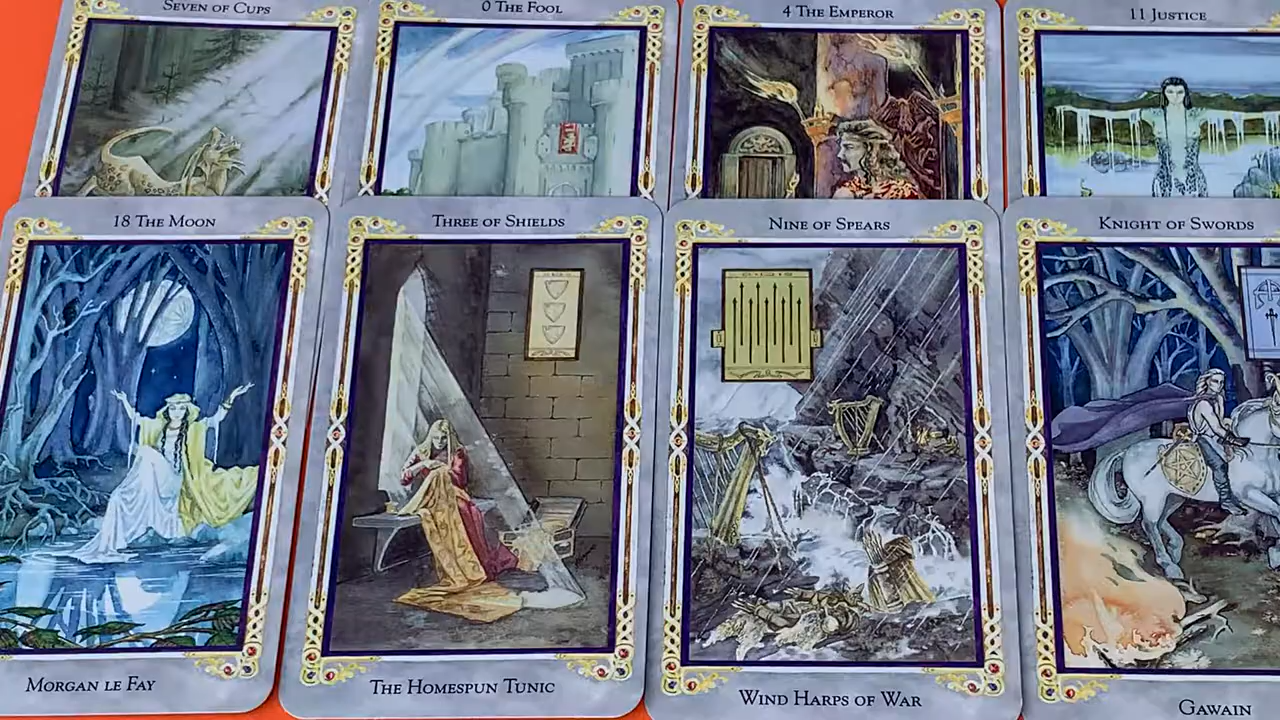 SEVEN OF CUPS
0 THE FOOL
4 THE EMPEROR
11 JUSTICE
18 THE MOON
THREE OF SHIELDS
NINE OF SPEARS
KNIGHT OF SWORDS
MORGAN LE FAY
THE HOMESPUN TUNIC
WIND HARPS OF WAR
GAWAIN